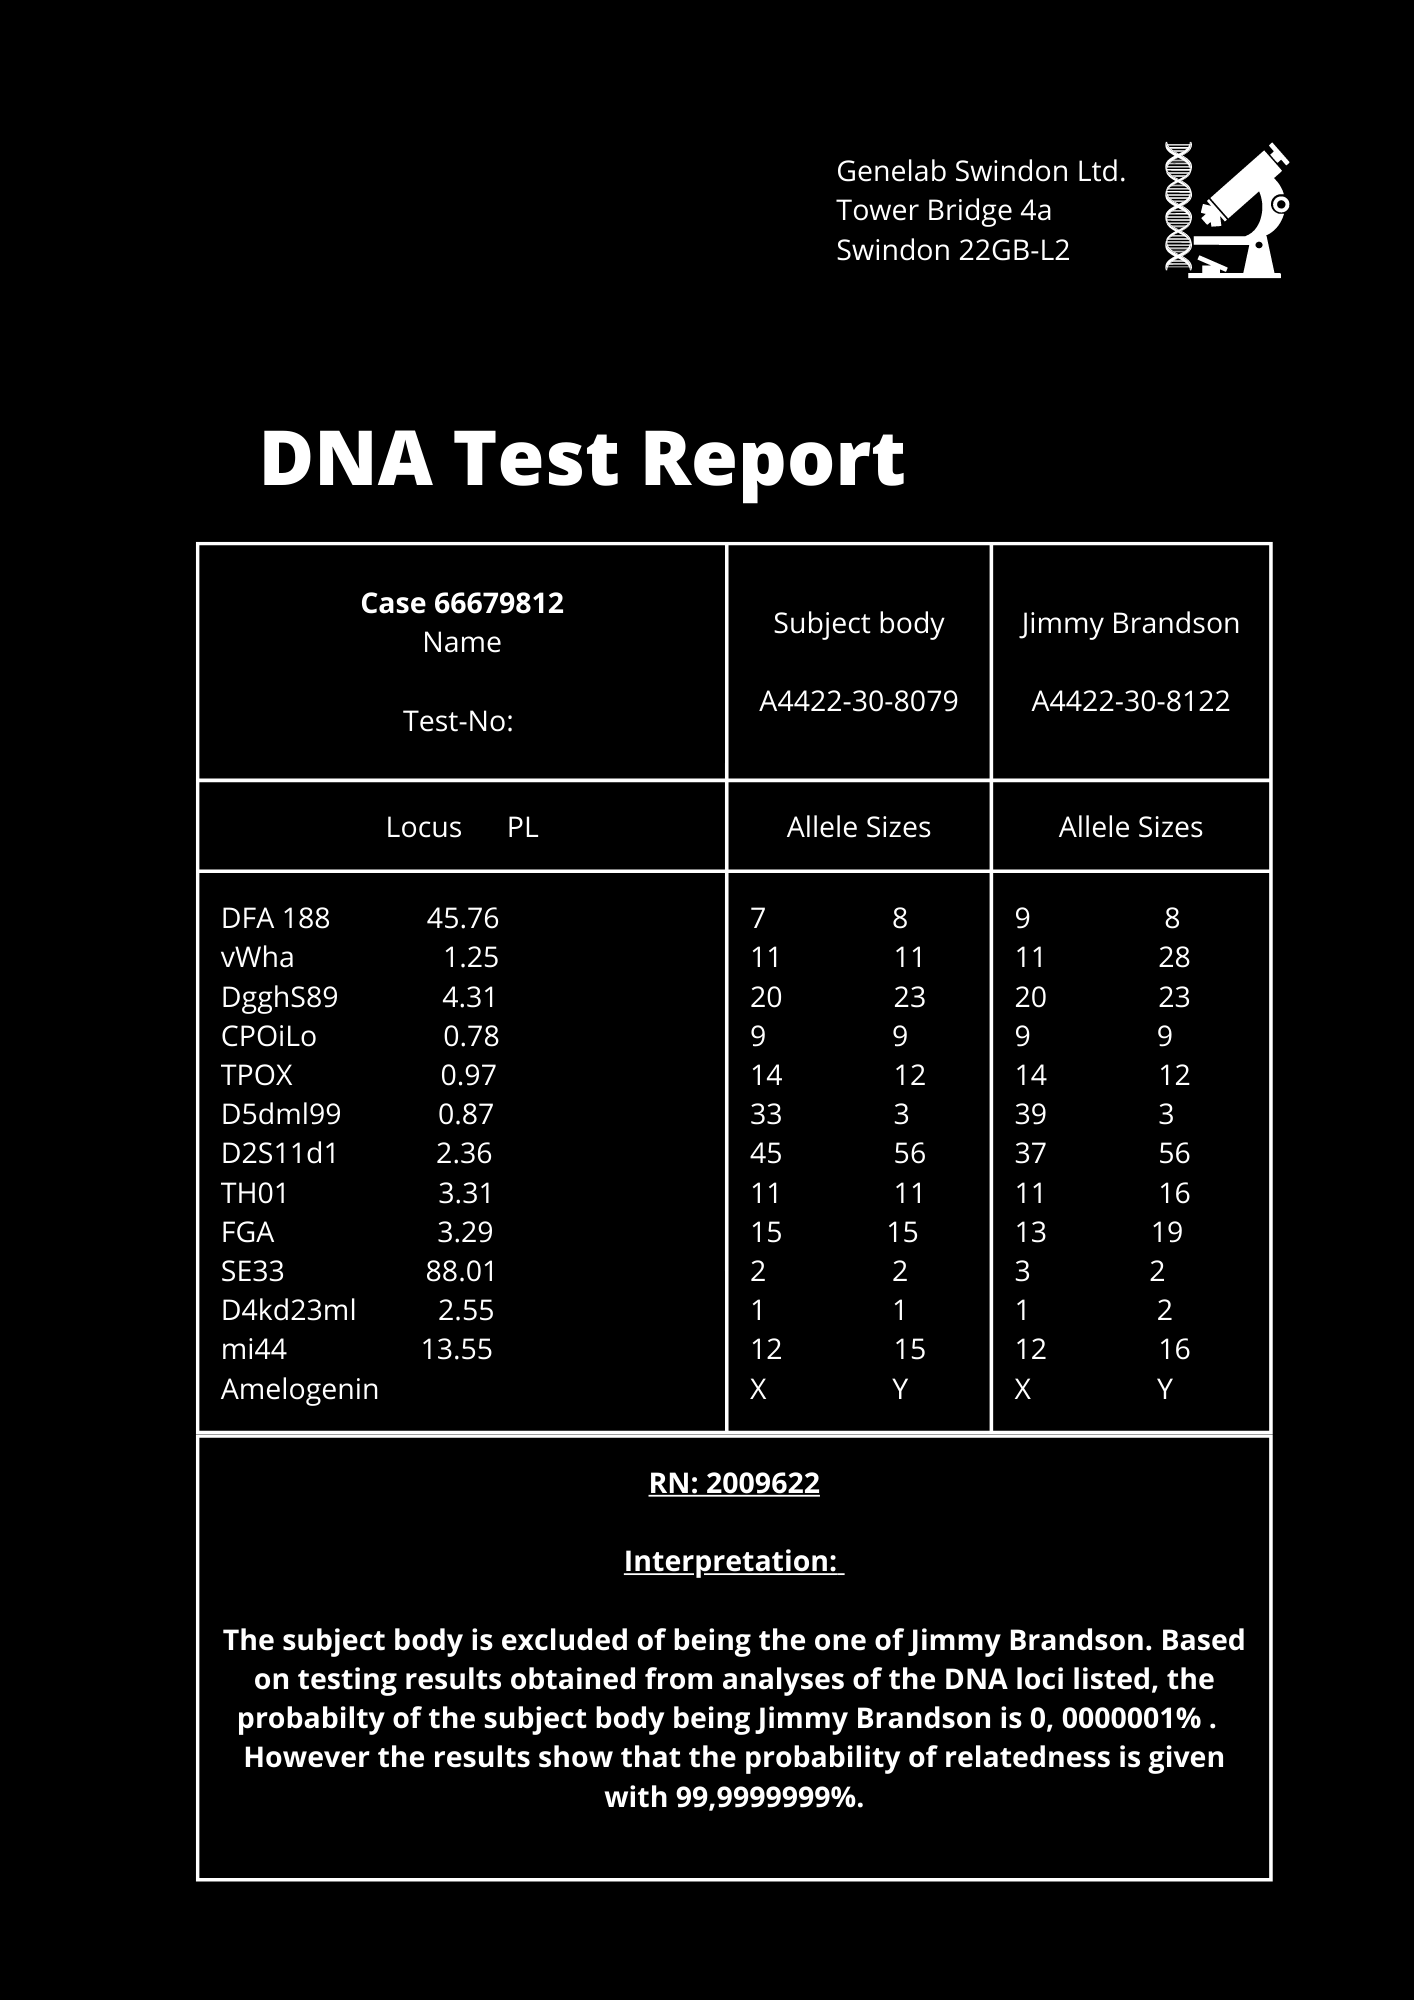 Genelab Swindon Ltd.
Tower Bridge 4a
Swindon 22GB-L2
DNA Test Report
Case 66679812
Name
Test-No:
Subject body
A4422-30-8079
Jimmy Brandson
A4422-30-8122
Locus PL
Allele Sizes
Allele Sizes
DFA 188 45.76 7 8 9 8
vWha 1.25 11 11 11 28
DgghS89 4.31 20 23 20 23
CPOiLo 0.78 9 9 9 9
TPOX 0.97 14 12 14 12
D5dml99 0.87 33 3 39 3
D2S11d1 2.36 45 56 37 56
TH01 3.31 11 11 11 16
FGA 3.29 15 15 13 19
SE33 88.01 2 2 3 2
D4kd23ml 2.55 1 1 1 2
mi44 13.55 12 15 12 16
Amelogenin X Y X Y
RN: 2009622
Interpretation:
The subject body is excluded of being the one of Jimmy Brandson. Based
on testing results obtained from analyses of the DNA loci listed, the
probabilty of the subject body being Jimmy Brandson is 0, 0000001% .
However the results show that the probability of relatedness is given
with 99,9999999%.